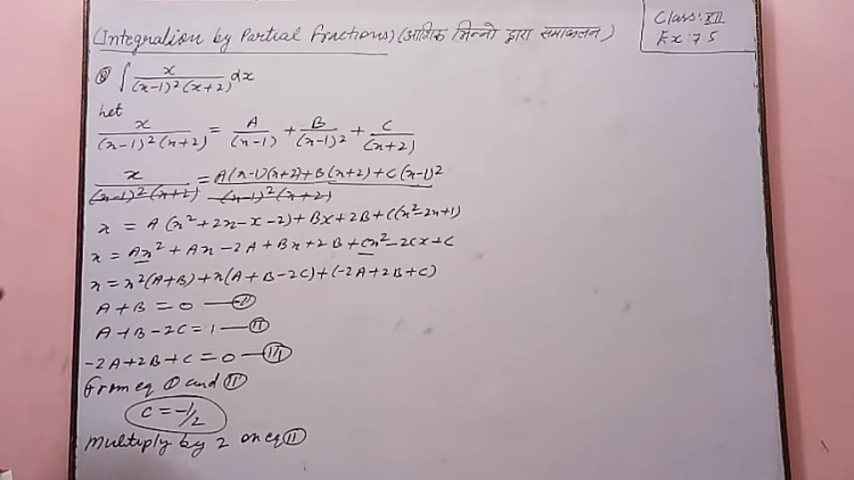 (Integration by Partial Fractions) (आंशिक भिन्नो द्वारा समाकलन)
Class: XII
Ex: 7.5
∫ x/((x-1)²(x+2)) dx
Let
x/((x-1)²(x+2)) = A/(x-1) + B/(x-1)² + C/(x+2)
x/((x-1)²(x+2)) = A(x-1)(x+2)+B(x+2)+C(x-1)²/((x-1)²(x+2))
x = A(x²+2x-x-2)+Bx+2B+C(x²-2x+1)
x = Ax²+Ax-2A+Bx+2B+Cx²-2Cx+C
x = x²(A+B)+x(A+B-2C)+(-2A+2B+C)
A+B=0 —
A+B-2C=1 — II
-2A+2B+C=0 — III
From eq I and II
C=-1/2
Multiply by 2 on eq II